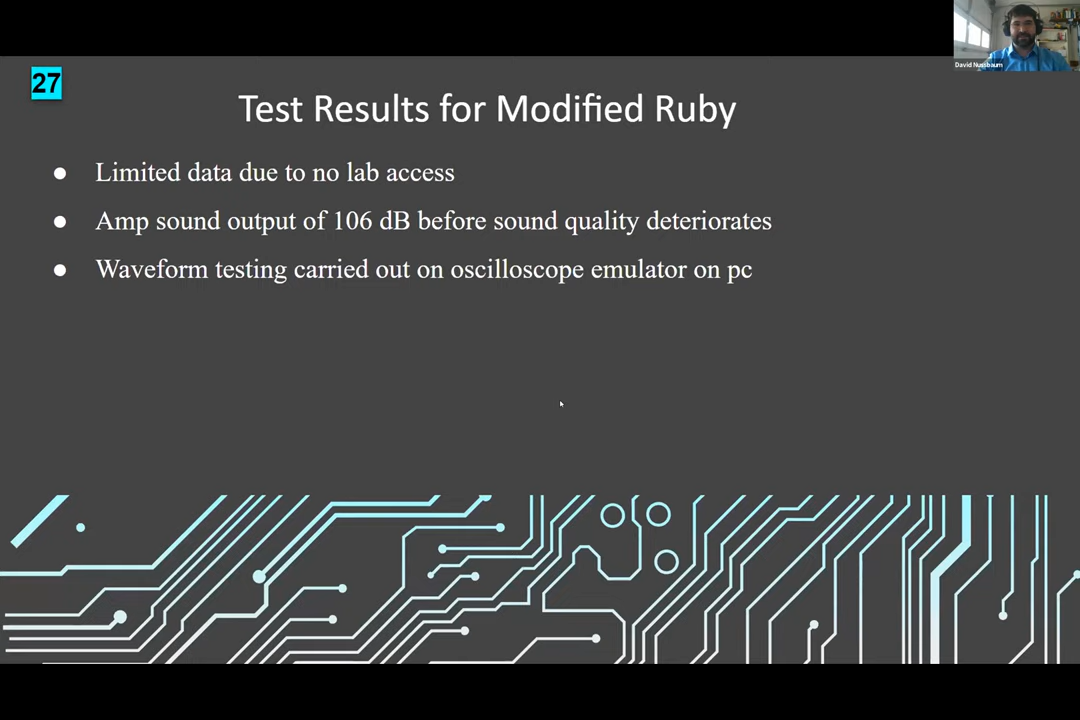 David Nussbaum
27
Test Results for Modified Ruby
● Limited data due to no lab access
● Amp sound output of 106 dB before sound quality deteriorates
● Waveform testing carried out on oscilloscope emulator on pc